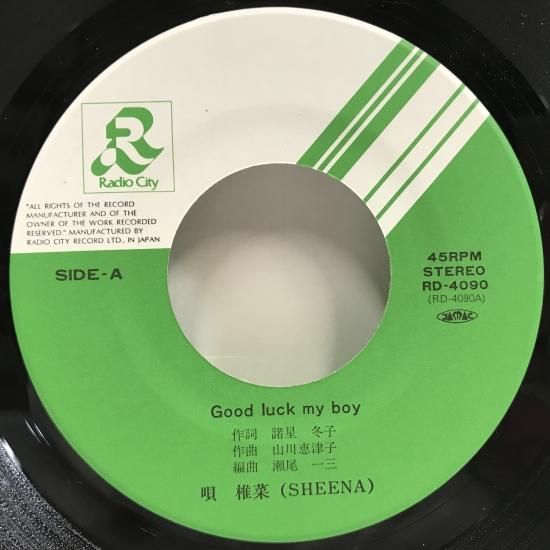 R
Radio City
"ALL RIGHTS OF THE RECORD
MANUFACTURER AND OF THE
OWNER OF THE WORK RECORDED
RESERVED." MANUFACTURED BY
RADIO CITY RECORD LTD., IN JAPAN
SIDE-A
45RPM
STEREO
RD-4090
(RD-4090A)
JASRAC
Good luck my boy
作詞 諸星 冬子
作曲 山川恵津子
編曲 瀬尾 一三
唄 椎菜 (SHEENA)